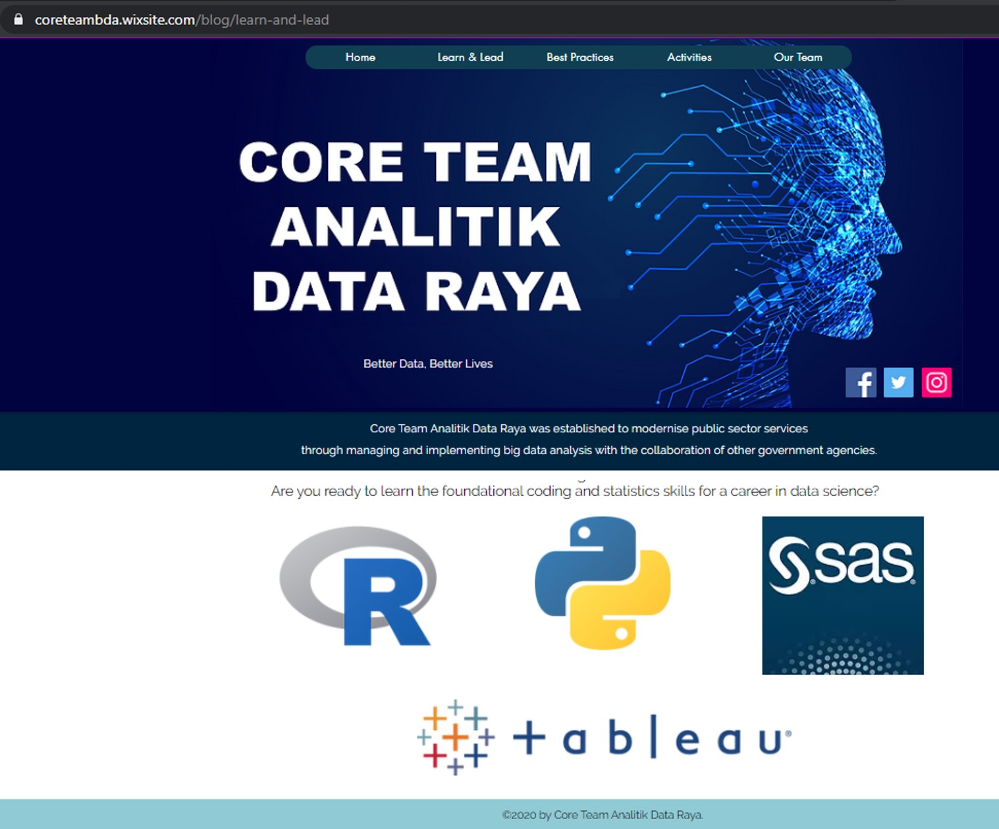 coreteambda.wixsite.com/blog/learn-and-lead
Home Learn & Lead Best Practices Activities Our Team
CORE TEAM
ANALITIK
DATA RAYA
Better Data, Better Lives
Core Team Analitik Data Raya was established to modernise public sector services
through managing and implementing big data analysis with the collaboration of other government agencies.
Are you ready to learn the foundational coding and statistics skills for a career in data science?
R
sas®
+ableau®
©2020 by Core Team Analitik Data Raya.